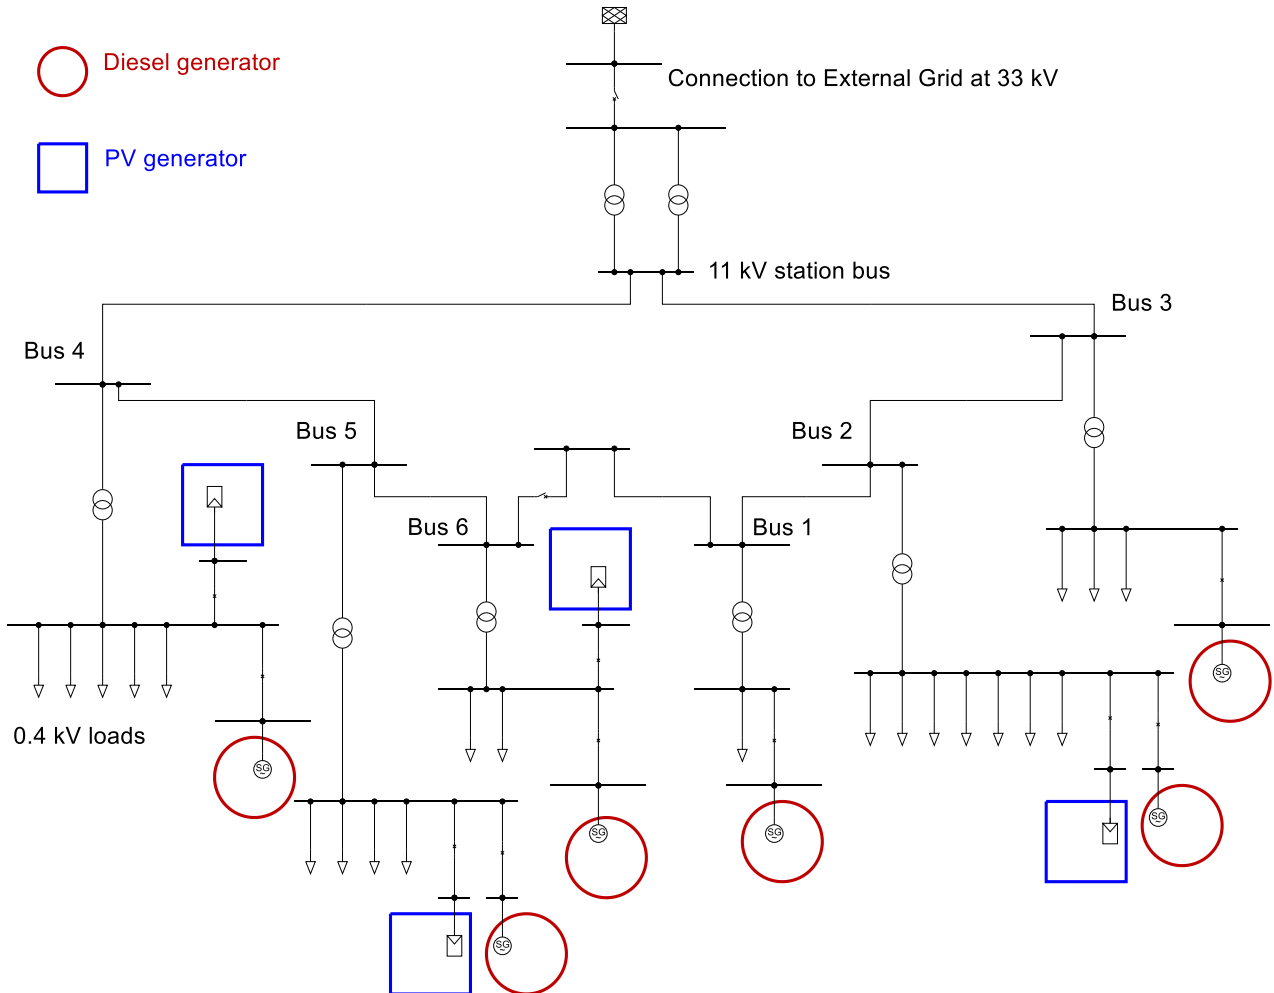 Diesel generator
Connection to External Grid at 33 kV
PV generator
11 kV station bus
Bus 3
Bus 4
Bus 5
Bus 2
Bus 6
Bus 1
SG
0.4 kV loads
SG
SG
SG
SG
SG